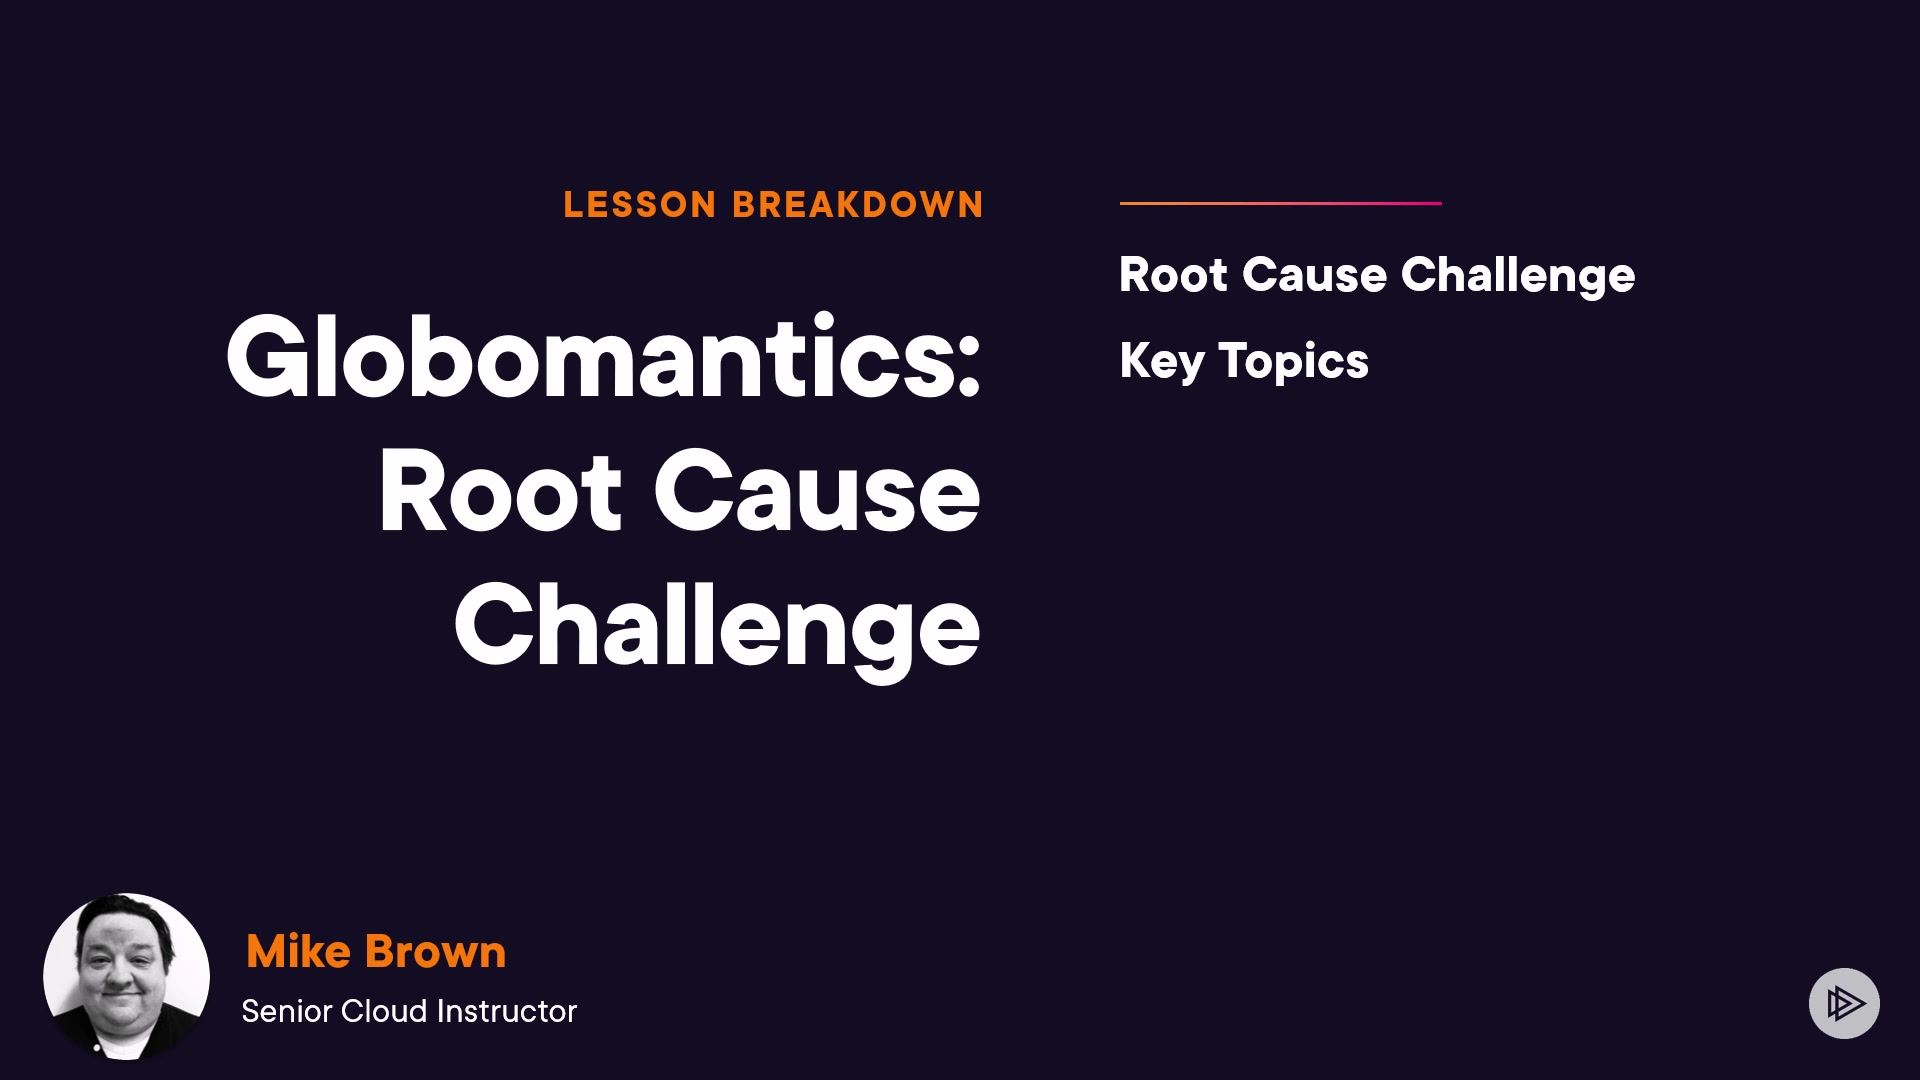 LESSON BREAKDOWN
Globomantics:
Root Cause
Challenge
Root Cause Challenge
Key Topics
Mike Brown
Senior Cloud Instructor